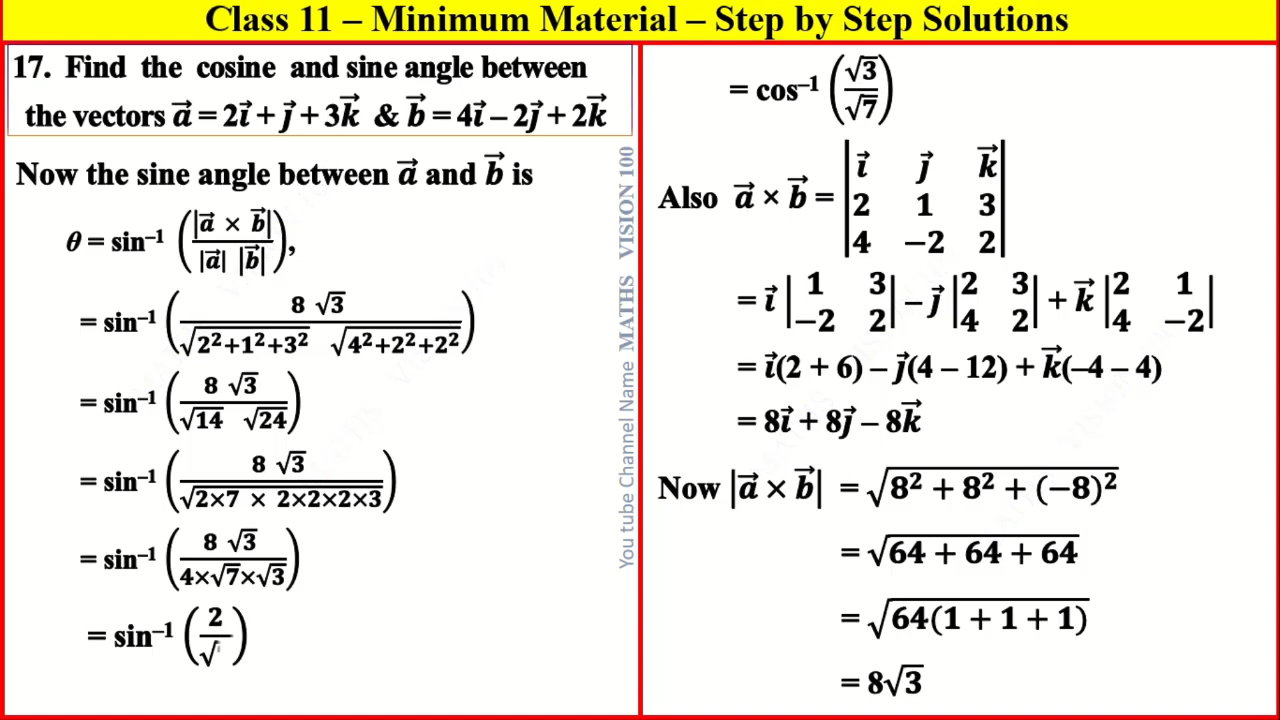 Class 11 – Minimum Material – Step by Step Solutions
17. Find the cosine and sine angle between
the vectors a⃗ = 2i⃗ + j⃗ + 3k⃗ & b⃗ = 4i⃗ – 2j⃗ + 2k⃗
Now the sine angle between a⃗ and b⃗ is
θ = sin⁻¹ (|a⃗ × b⃗| / |a⃗| |b⃗|),
= sin⁻¹ (8 √3 / √(2²+1²+3²) √(4²+2²+2²))
= sin⁻¹ (8 √3 / √14 √24)
= sin⁻¹ (8 √3 / √(2×7 × 2×2×2×3))
= sin⁻¹ (8 √3 / 4×√7×√3)
= sin⁻¹ (2 / √)
You tube Channel Name MATHS VISION 100
= cos⁻¹ (√3 / √7)
Also a⃗ × b⃗ = | i⃗ j⃗ k⃗ |
| 2 1 3 |
| 4 −2 2 |
= i⃗ |1 3; −2 2| – j⃗ |2 3; 4 2| + k⃗ |2 1; 4 −2|
= i⃗(2 + 6) – j⃗(4 – 12) + k⃗(–4 – 4)
= 8i⃗ + 8j⃗ – 8k⃗
Now |a⃗ × b⃗| = √(8² + 8² + (−8)²)
= √(64 + 64 + 64)
= √(64(1 + 1 + 1))
= 8√3